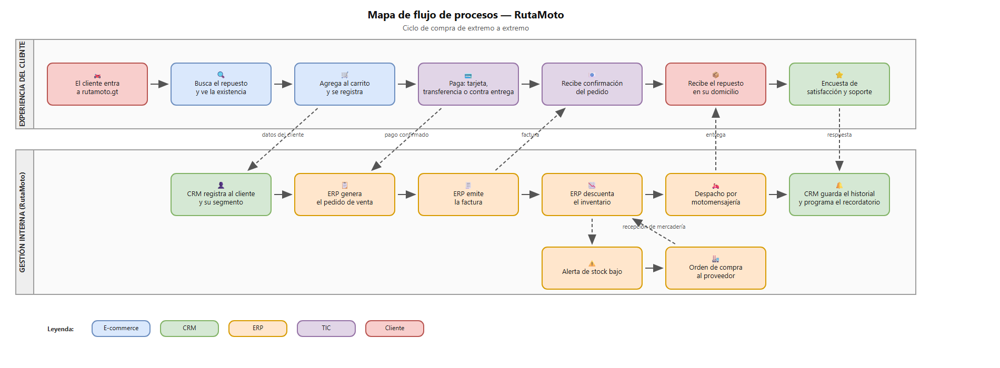 Mapa de flujo de procesos — RutaMoto
Ciclo de compra de extremo a extremo
EXPERIENCIA DEL CLIENTE
El cliente entra
a rutamoto.gt
Busca el repuesto
y ve la existencia
Agrega al carrito
y se registra
Paga: tarjeta,
transferencia o contra entrega
Recibe confirmación
del pedido
Recibe el repuesto
en su domicilio
Encuesta de
satisfacción y soporte
datos del cliente
pago confirmado
factura
entrega
respuesta
GESTIÓN INTERNA (RutaMoto)
CRM registra al cliente
y su segmento
ERP genera
el pedido de venta
ERP emite
la factura
ERP descuenta
el inventario
Despacho por
motomensajería
CRM guarda el historial
y programa el recordatorio
recepción de mercadería
Alerta de stock bajo
Orden de compra
al proveedor
Leyenda:
E-commerce
CRM
ERP
TIC
Cliente